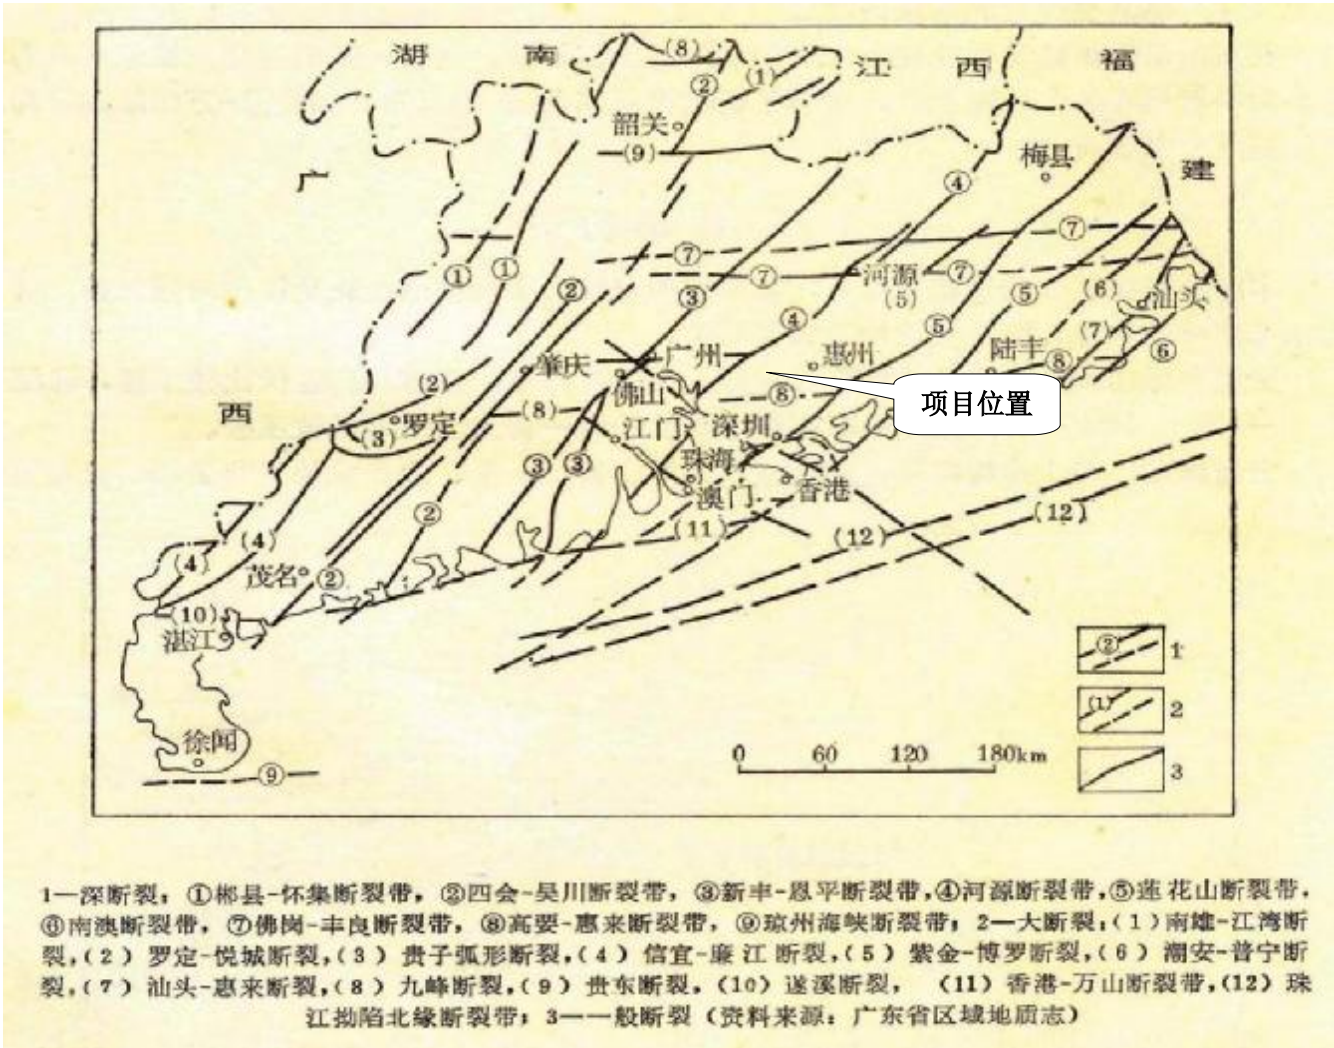 湖 南
(8)
②
(1)
江 西
福
韶关
(9)
梅县
建
广
④
⑦
⑦
①
①
②
⑦
河源
⑦
(5)
③
⑤
(6)
汕头
④
⑤
(7)
陆丰
⑧
⑥
肇庆
广州
惠州
(2)
佛山
⑧
项目位置
西
罗定
(3)
(8)
江门
深圳
③
③
珠海
②
澳门
香港
(11)
(12)
(12)
(4)
(4)
茂名
②
(10)
湛江
② 1
(1) 2
3
徐闻
⑨
0 60 120 180km
1—深断裂：①郴县-怀集断裂带，②四会-吴川断裂带，③新丰-恩平断裂带，④河源断裂带，⑤莲花山断裂带，
⑥南澳断裂带，⑦佛岗-丰良断裂带，⑧高要-惠来断裂带，⑨琼州海峡断裂带；2—大断裂：(1)南雄-江湾断
裂，(2) 罗定-悦城断裂，(3) 贵子弧形断裂，(4) 信宜-廉江断裂，(5) 紫金-博罗断裂，(6) 潮安-普宁断
裂，(7) 汕头-惠来断裂，(8) 九峰断裂，(9) 贵东断裂，(10) 遂溪断裂， (11) 香港-万山断裂带，(12) 珠
江拗陷北缘断裂带；3—一般断裂（资料来源：广东省区域地质志）